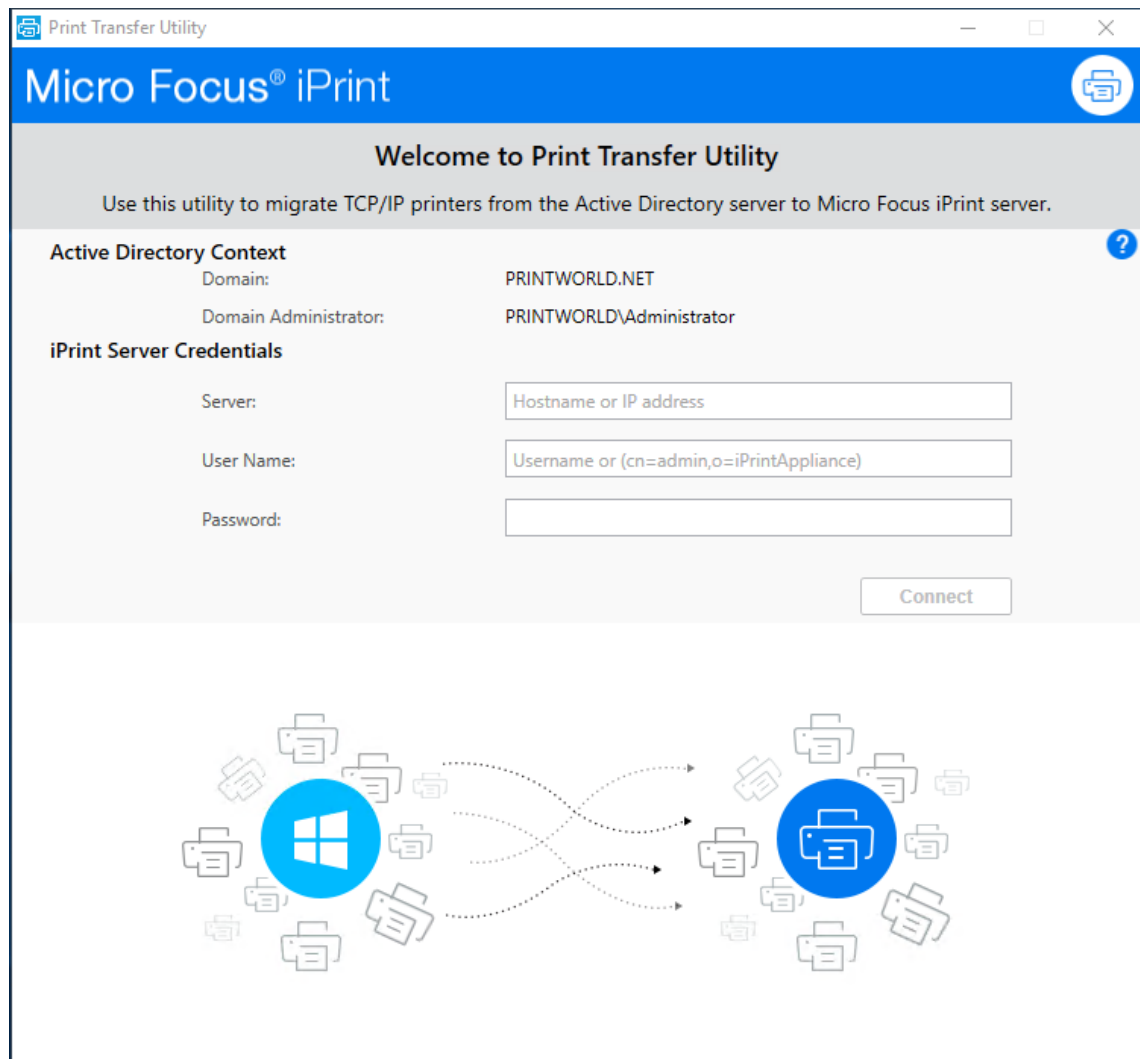 Print Transfer Utility
Micro Focus® iPrint
Welcome to Print Transfer Utility
Use this utility to migrate TCP/IP printers from the Active Directory server to Micro Focus iPrint server.
?
Active Directory Context
Domain: PRINTWORLD.NET
Domain Administrator: PRINTWORLD\Administrator
iPrint Server Credentials
Server: Hostname or IP address
User Name: Username or (cn=admin,o=iPrintAppliance)
Password:
Connect